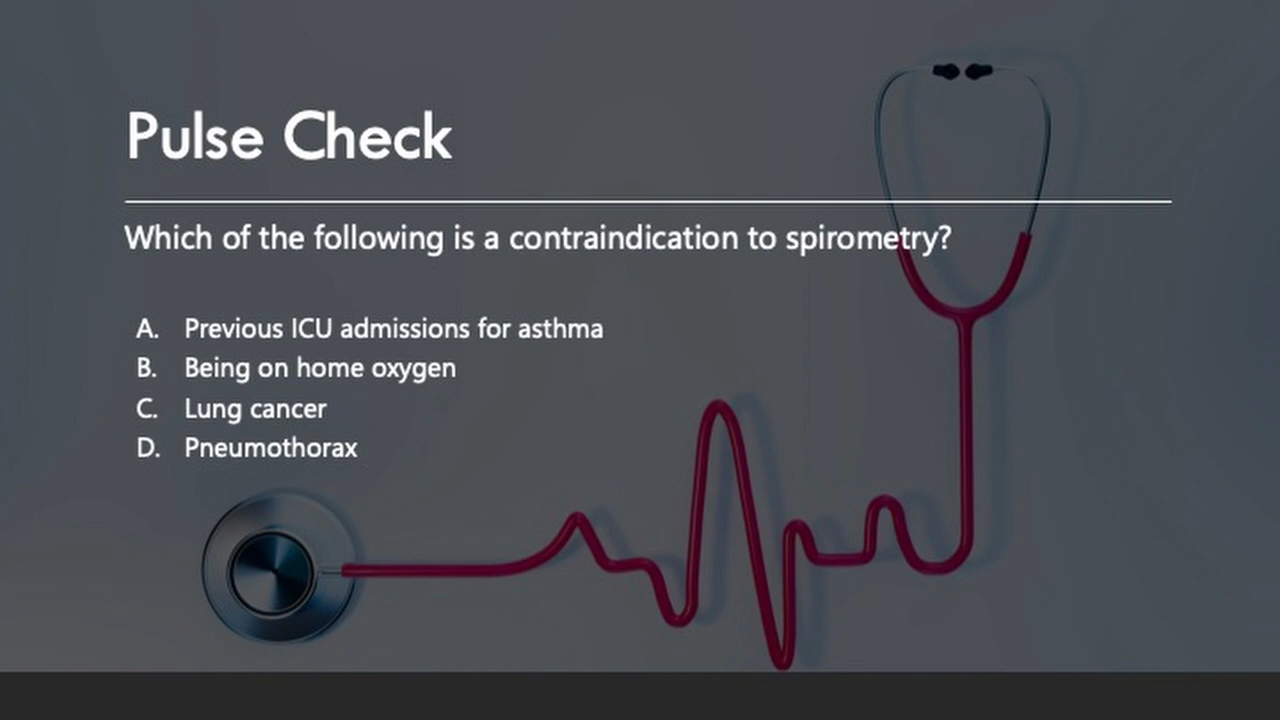 Pulse Check
Which of the following is a contraindication to spirometry?
A. Previous ICU admissions for asthma
B. Being on home oxygen
C. Lung cancer
D. Pneumothorax